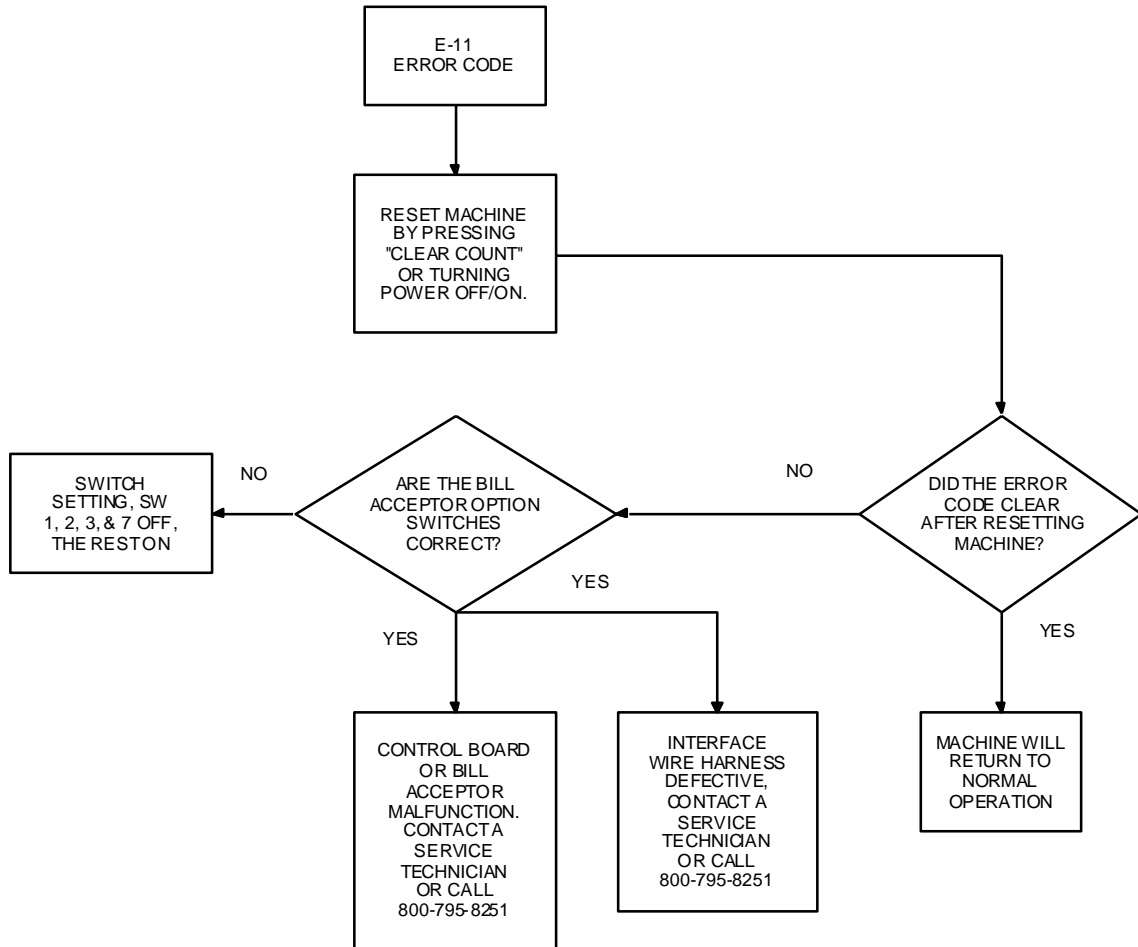 E-11
ERROR CODE
RESET MACHINE
BY PRESSING
"CLEAR COUNT"
OR TURNING
POWER OFF/ON.
SWITCH
SETTING, SW
1, 2, 3, & 7 OFF,
THE REST ON
NO
ARE THE BILL
ACCEPTOR OPTION
SWITCHES
CORRECT?
NO
DID THE ERROR
CODE CLEAR
AFTER RESETTING
MACHINE?
YES
YES
YES
CONTROL BOARD
OR BILL
ACCEPTOR
MALFUNCTION.
CONTACT A
SERVICE
TECHNICIAN
OR CALL
800-795-8251
INTERFACE
WIRE HARNESS
DEFECTIVE,
CONTACT A
SERVICE
TECHNICIAN
OR CALL
800-795-8251
MACHINE WILL
RETURN TO
NORMAL
OPERATION